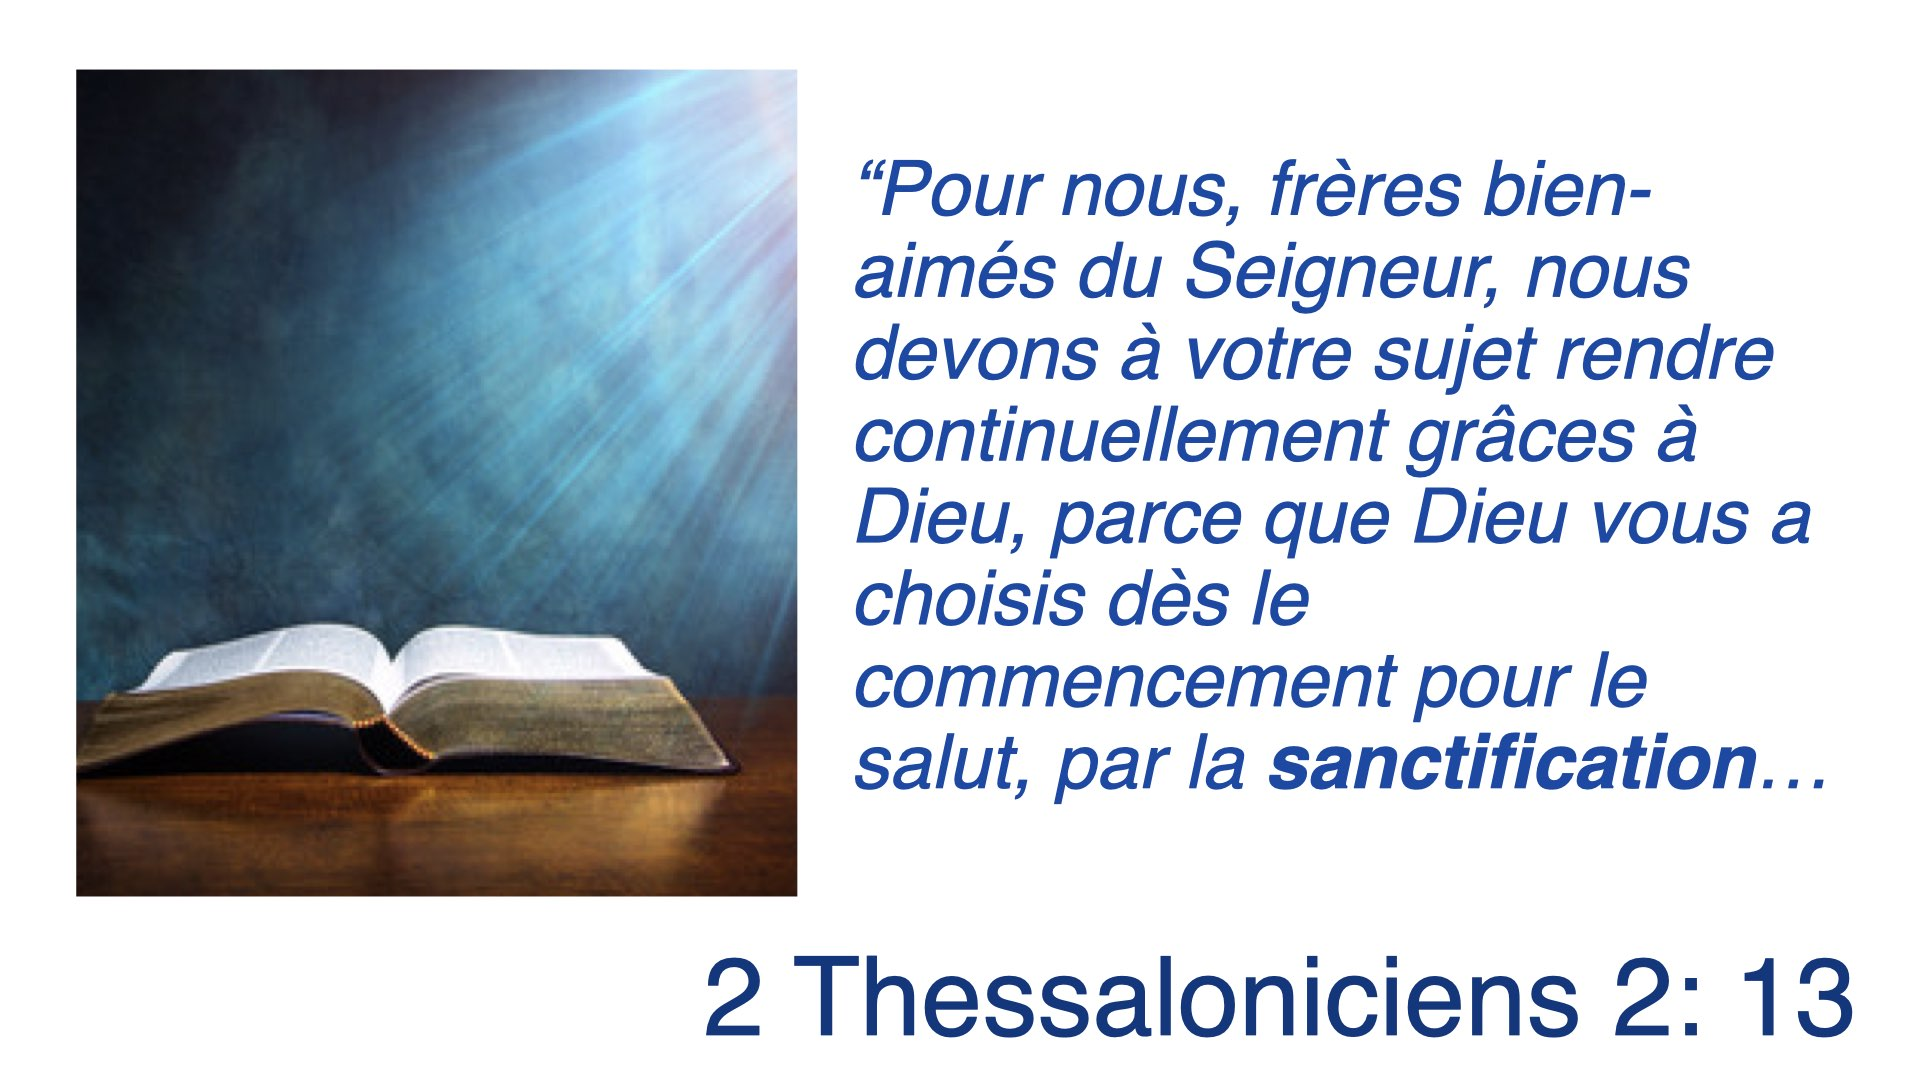 “Pour nous, frères bien-
aimés du Seigneur, nous
devons à votre sujet rendre
continuellement grâces à
Dieu, parce que Dieu vous a
choisis dès le
commencement pour le
salut, par la sanctification…
2 Thessaloniciens 2: 13